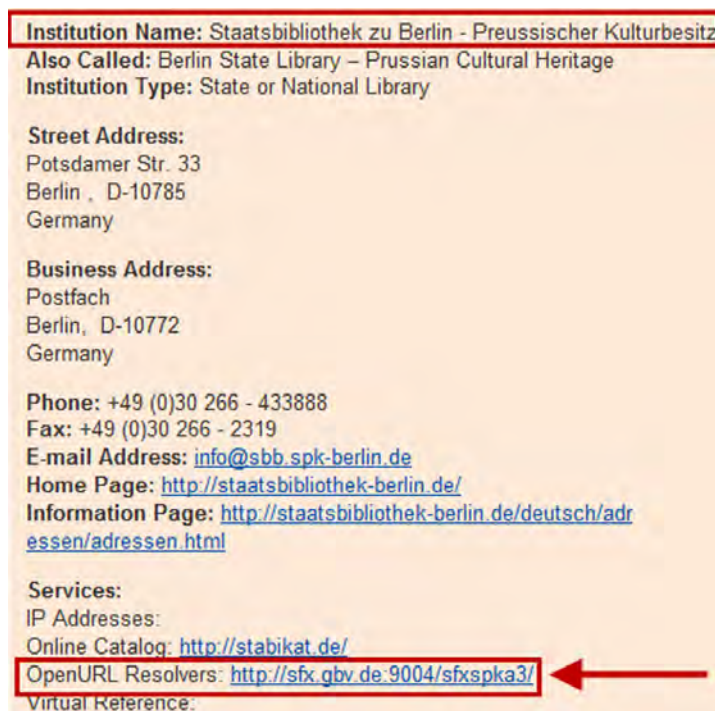 Institution Name: Staatsbibliothek zu Berlin - Preussischer Kulturbesitz
Also Called: Berlin State Library – Prussian Cultural Heritage
Institution Type: State or National Library
Street Address:
Potsdamer Str. 33
Berlin , D-10785
Germany
Business Address:
Postfach
Berlin, D-10772
Germany
Phone: +49 (0)30 266 - 433888
Fax: +49 (0)30 266 - 2319
E-mail Address: info@sbb.spk-berlin.de
Home Page: http://staatsbibliothek-berlin.de/
Information Page: http://staatsbibliothek-berlin.de/deutsch/adr
essen/adressen.html
Services:
IP Addresses:
Online Catalog: http://stabikat.de/
OpenURL Resolvers: http://sfx.gbv.de:9004/sfxspka3/
Virtual Reference: